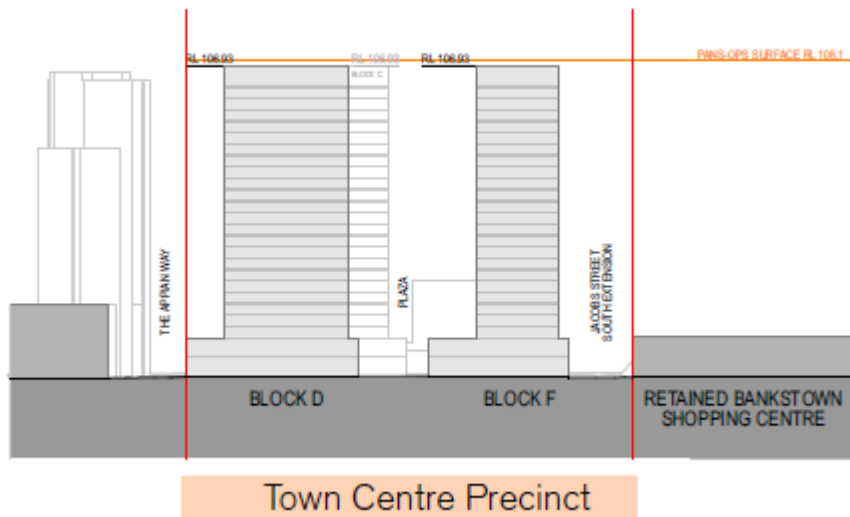 RL 106.93
RL 106.93
RL 106.93
PANS-OPS SURFACE RL 108.1
BLOCK C
THE APPIAN WAY
PLAZA
JACOBS STREET
SOUTH EXTENSION
BLOCK D
BLOCK F
RETAINED BANKSTOWN
SHOPPING CENTRE
Town Centre Precinct